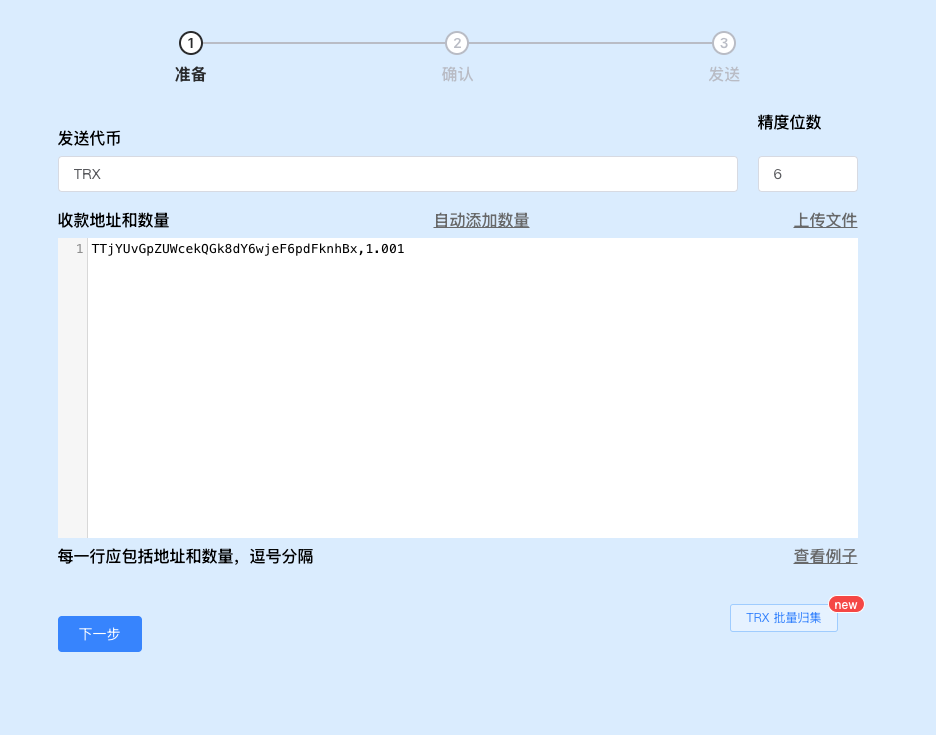 1
2
3
准备
确认
发送
精度位数
发送代币
TRX
6
收款地址和数量
自动添加数量
上传文件
1 TTjYUvGpZUWcekQGk8dY6wjeF6pdFknhBx,1.001
每一行应包括地址和数量，逗号分隔
查看例子
new
TRX 批量归集
下一步